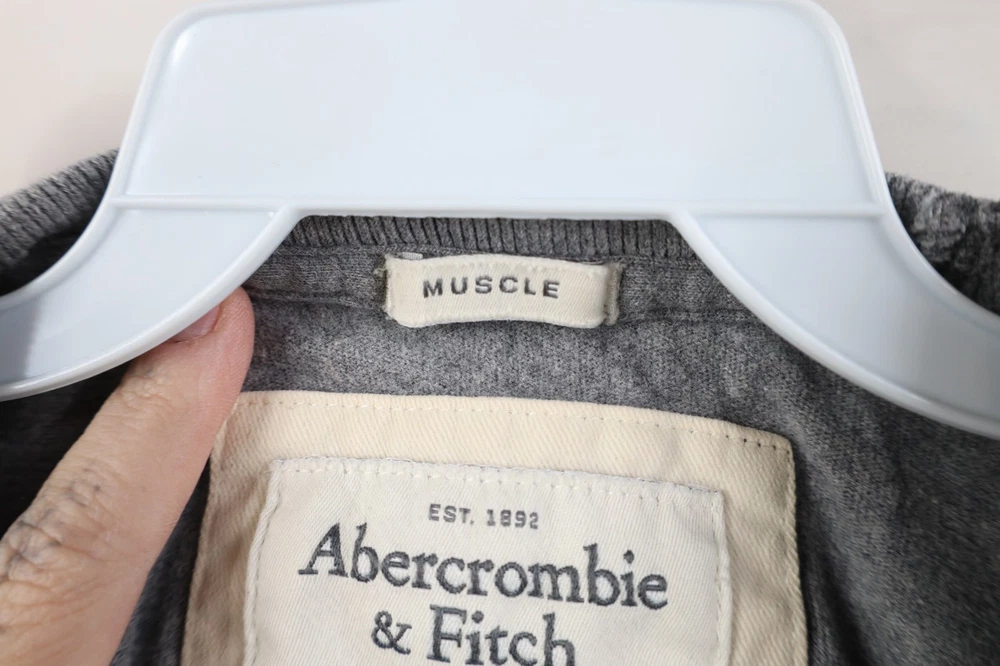 MUSCLE
EST. 1892
Abercrombie
& Fitch